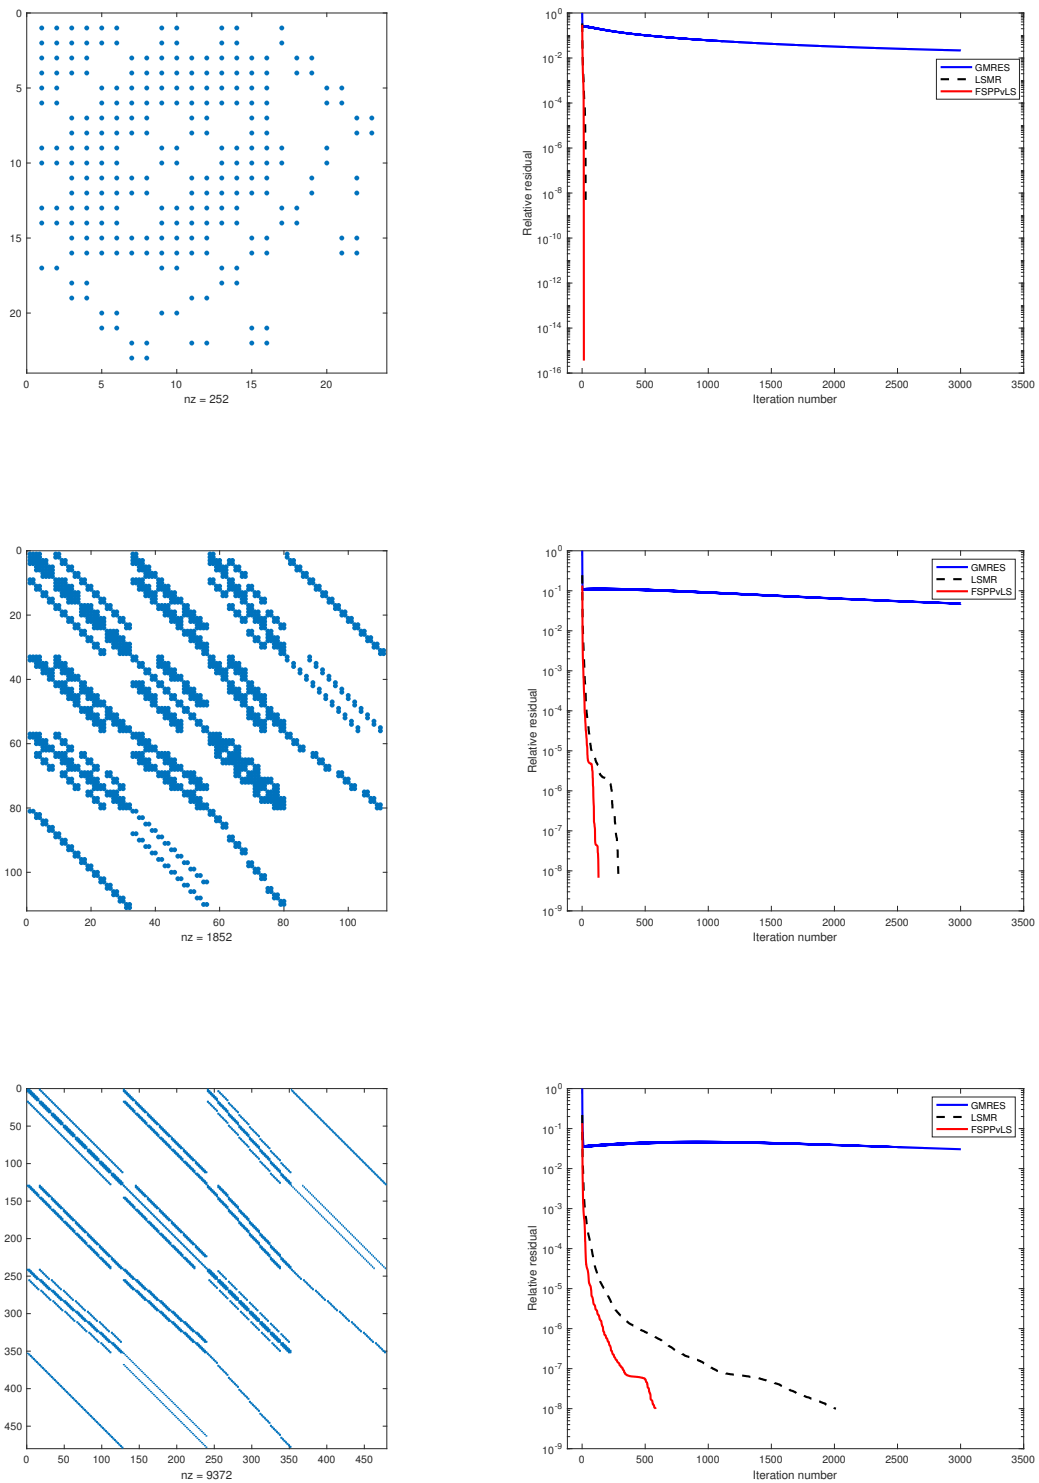 0
5
10
15
20
0 5 10 15 20
nz = 252
10^0
10^-2
10^-4
10^-6
10^-8
10^-10
10^-12
10^-14
10^-16
Relative residual
GMRES
LSMR
FSPPvLS
0 500 1000 1500 2000 2500 3000 3500
Iteration number
0
20
40
60
80
100
0 20 40 60 80 100
nz = 1852
10^0
10^-1
10^-2
10^-3
10^-4
10^-5
10^-6
10^-7
10^-8
10^-9
Relative residual
GMRES
LSMR
FSPPvLS
0 500 1000 1500 2000 2500 3000 3500
Iteration number
0
50
100
150
200
250
300
350
400
450
0 50 100 150 200 250 300 350 400 450
nz = 9372
10^0
10^-1
10^-2
10^-3
10^-4
10^-5
10^-6
10^-7
10^-8
10^-9
Relative residual
GMRES
LSMR
FSPPvLS
0 500 1000 1500 2000 2500 3000 3500
Iteration number